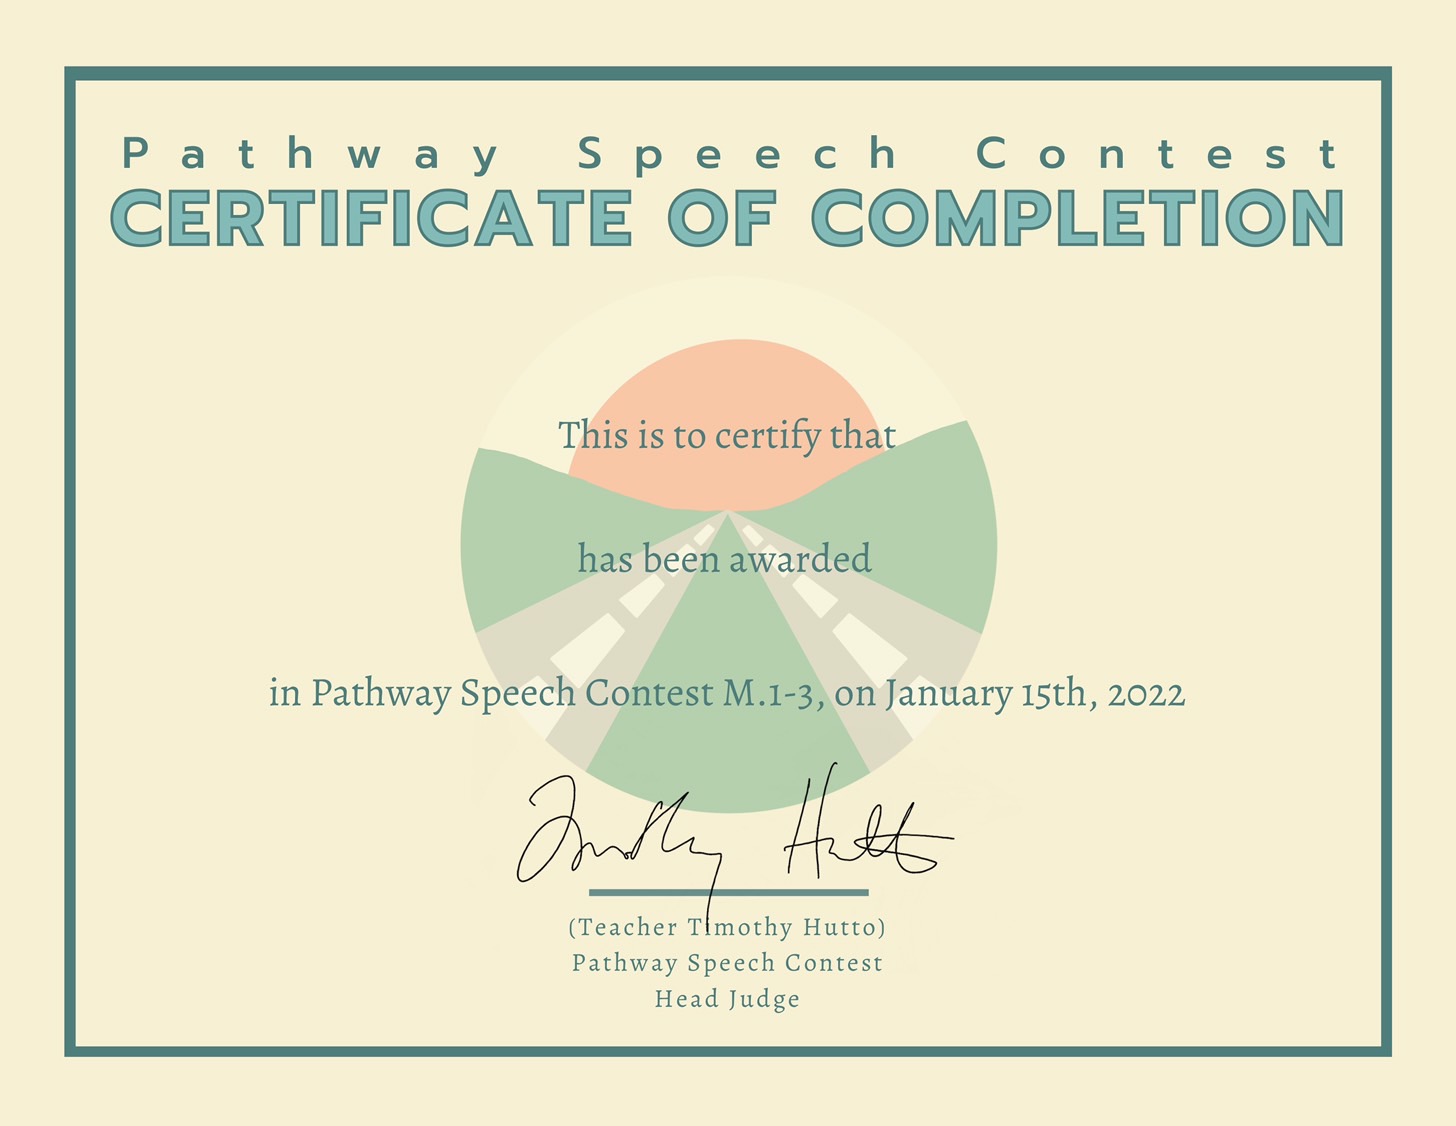 Pathway Speech Contest
CERTIFICATE OF COMPLETION
This is to certify that
has been awarded
in Pathway Speech Contest M.1-3, on January 15th, 2022
Timothy Hutto
(Teacher Timothy Hutto)
Pathway Speech Contest
Head Judge